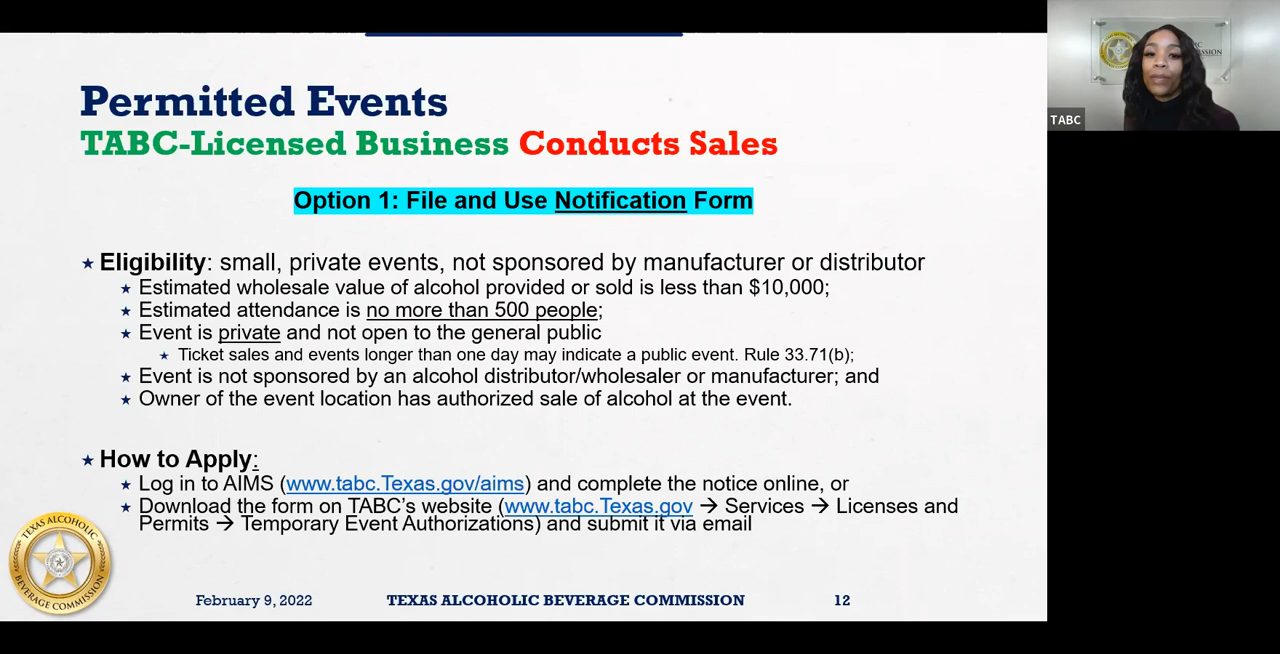 Permitted Events
TABC-Licensed Business Conducts Sales
Option 1: File and Use Notification Form
★ Eligibility: small, private events, not sponsored by manufacturer or distributor
★ Estimated wholesale value of alcohol provided or sold is less than $10,000;
★ Estimated attendance is no more than 500 people;
★ Event is private and not open to the general public
★ Ticket sales and events longer than one day may indicate a public event. Rule 33.71(b);
★ Event is not sponsored by an alcohol distributor/wholesaler or manufacturer; and
★ Owner of the event location has authorized sale of alcohol at the event.
★ How to Apply:
★ Log in to AIMS (www.tabc.Texas.gov/aims) and complete the notice online, or
★ Download the form on TABC's website (www.tabc.Texas.gov → Services → Licenses and
Permits → Temporary Event Authorizations) and submit it via email
TEXAS ALCOHOLIC
BEVERAGE COMMISSION
February 9, 2022
TEXAS ALCOHOLIC BEVERAGE COMMISSION
12
TABC